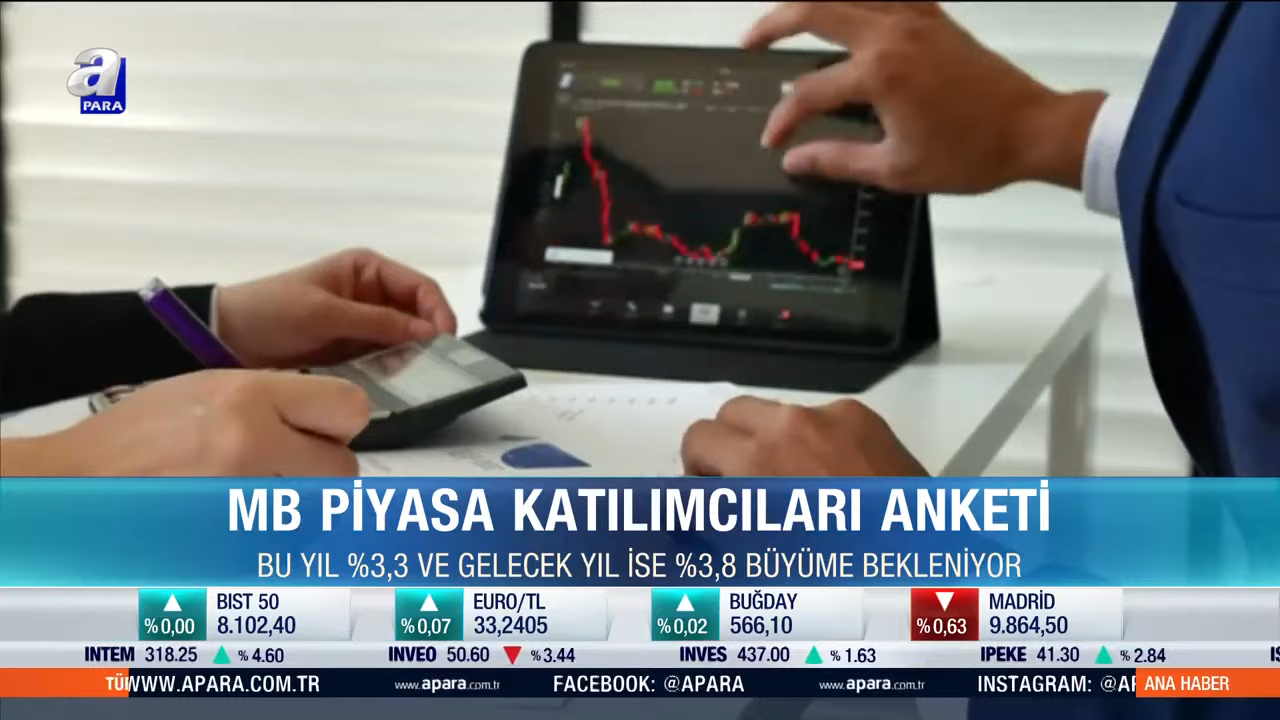 a
PARA
MB PİYASA KATILIMCILARI ANKETİ
BU YIL %3,3 VE GELECEK YIL İSE %3,8 BÜYÜME BEKLENİYOR
%0,00 BIST 50 8.102,40
%0,07 EURO/TL 33,2405
%0,02 BUĞDAY 566,10
%0,63 MADRİD 9.864,50
INTEM 318.25 %4.60 INVEO 50.60 %3.44 INVES 437.00 %1.63 IPEKE 41.30 %2.84
WWW.APARA.COM.TR www.apara.com.tr FACEBOOK: @APARA www.apara.com.tr INSTAGRAM: ANA HABER